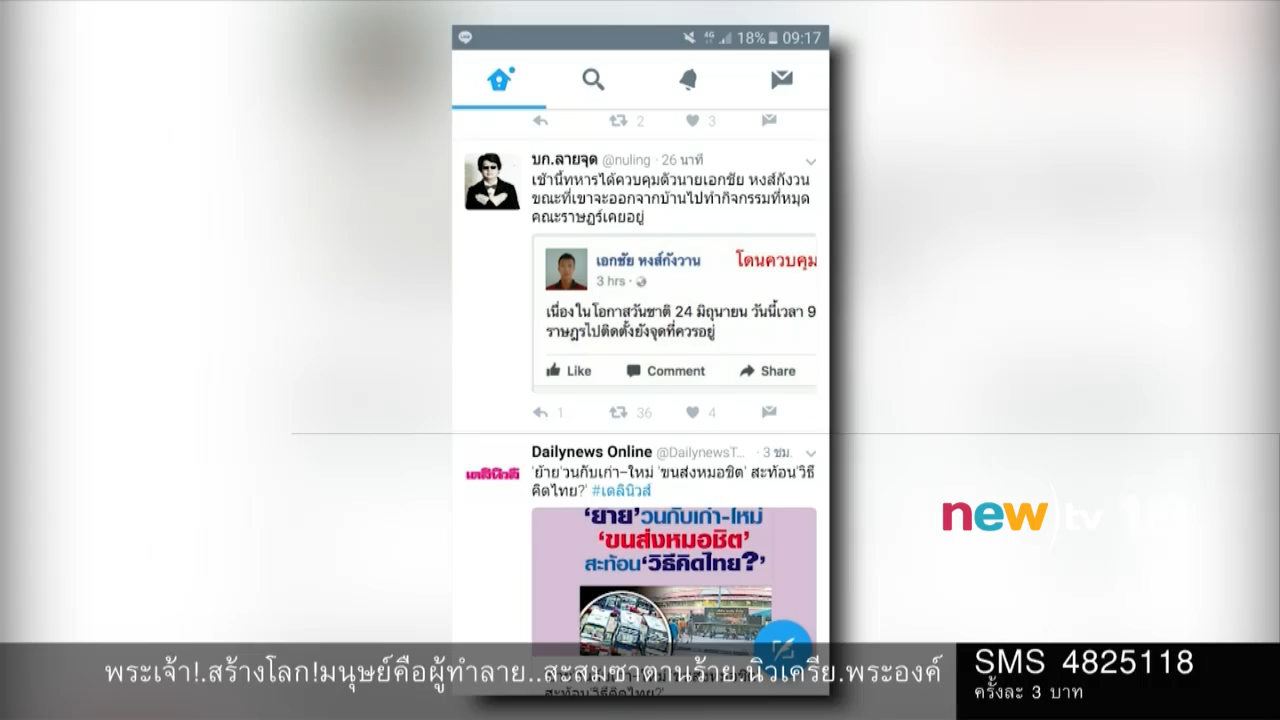 4G 18% 09:17
2 3
บก.ลายจุด @nuling · 26 นาที
เช้านี้ทหารได้ควบคุมตัวนายเอกชัย หงส์กังวน
ขณะที่เขาจะออกจากบ้านไปทำกิจกรรมที่หมุด
คณะราษฎร์เคยอยู่
เอกชัย หงส์กังวาน โดนควบคุม
3 hrs ·
เนื่องในโอกาสวันชาติ 24 มิถุนายน วันนี้เวลา 9
ราษฎรไปติดตั้งยังจุดที่ควรอยู่
Like Comment Share
1 36 4
Dailynews Online @DailynewsT... · 3 ชม.
เดลินิวส์
'ย้าย'วนกับเก่า-ใหม่ 'ขนส่งหมอชิต' สะท้อน'วิธี
คิดไทย?' #เดลินิวส์
'ย้าย'วนกับเก่า-ใหม่
'ขนส่งหมอชิต'
สะท้อน'วิธีคิดไทย?'
new)tv
พระเจ้า!.สร้างโลก!มนุษย์คือผู้ทำลาย..สะสมซาตานร้าย.นิวเครีย.พระองค์
SMS 4825118
ครั้งละ 3 บาท
สะท้อน'วิธีคิดไทย?'